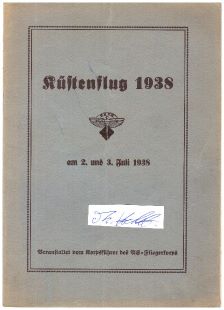 Küstenflug 1938
am 2. und 3. Juli 1938
Veranstaltet vom Korpsführer des NS-Fliegerkorps